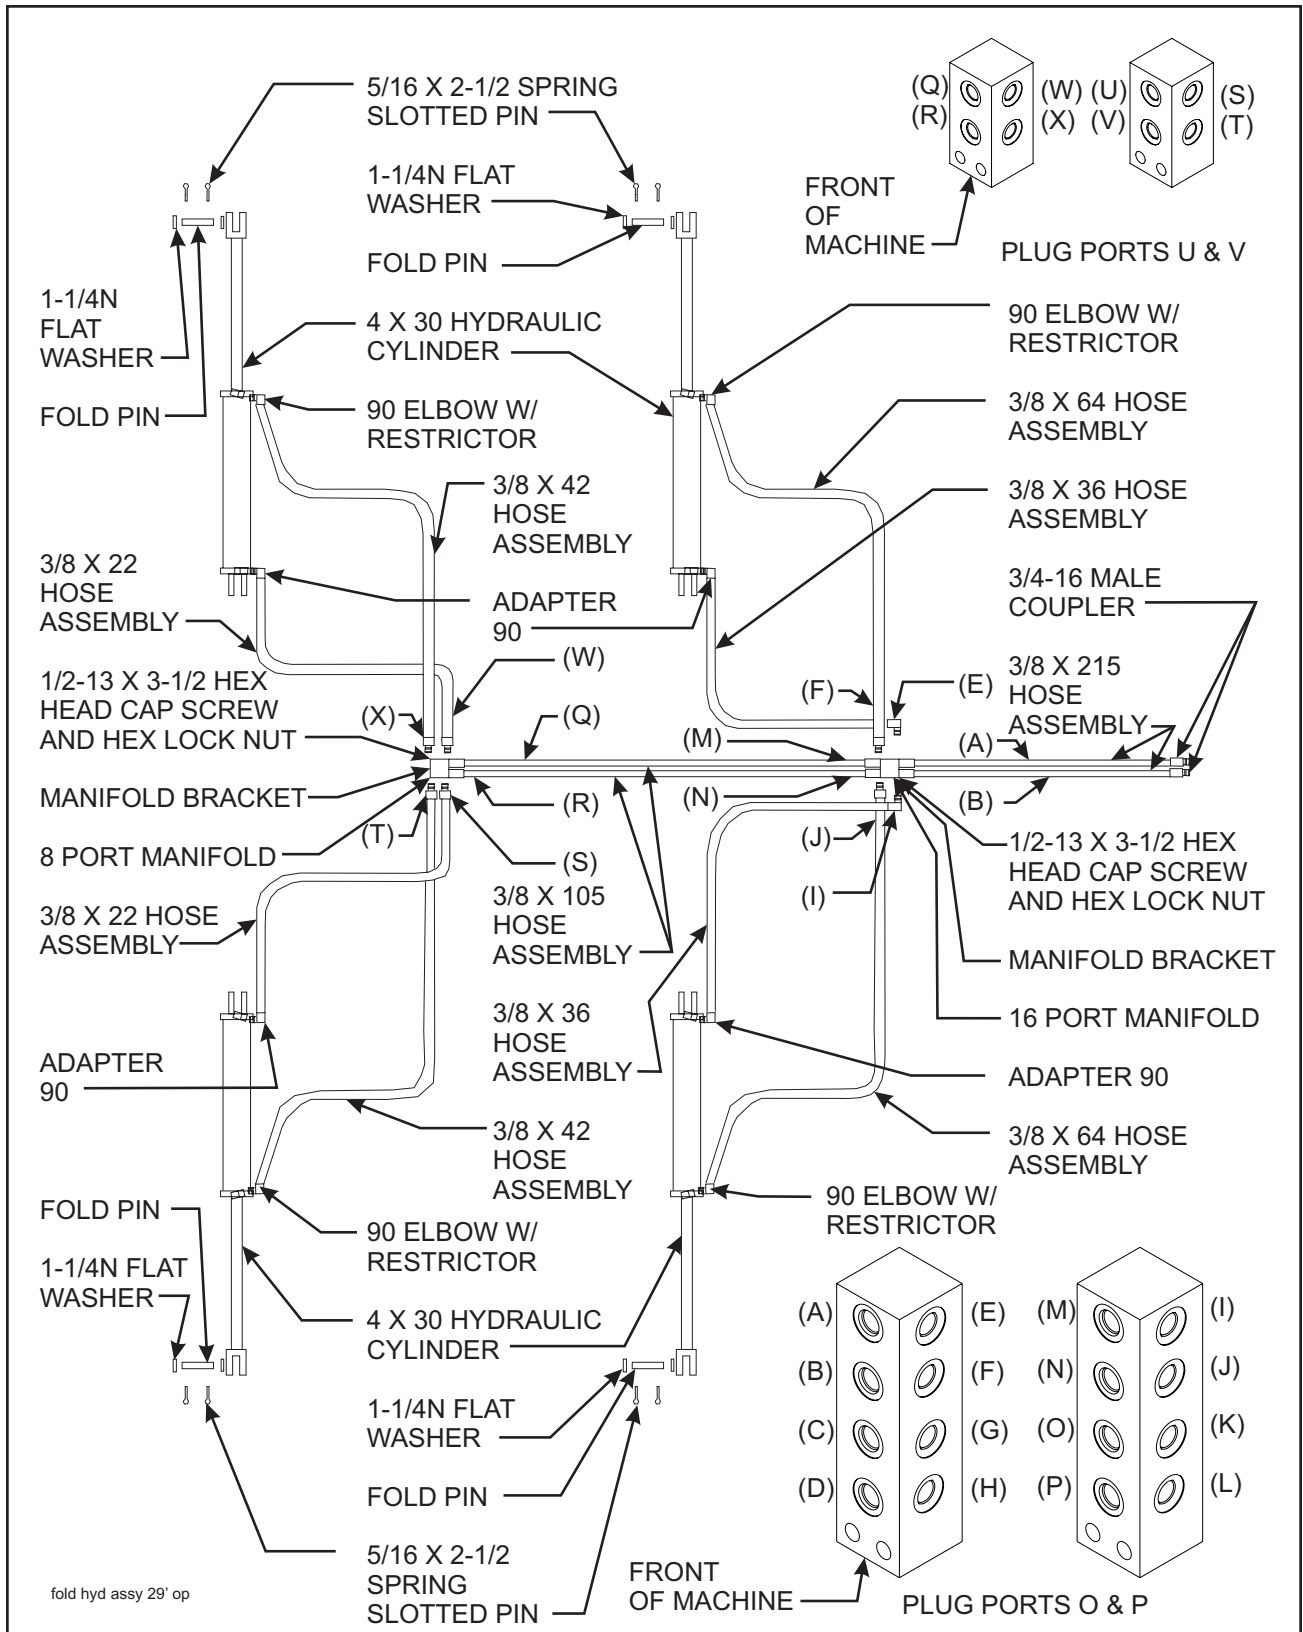 5/16 X 2-1/2 SPRING
SLOTTED PIN
1-1/4N FLAT
WASHER
FOLD PIN
1-1/4N
FLAT
WASHER
FOLD PIN
4 X 30 HYDRAULIC
CYLINDER
90 ELBOW W/
RESTRICTOR
3/8 X 42
HOSE
ASSEMBLY
3/8 X 22
HOSE
ASSEMBLY
ADAPTER
90
1/2-13 X 3-1/2 HEX
HEAD CAP SCREW
AND HEX LOCK NUT
MANIFOLD BRACKET
8 PORT MANIFOLD
3/8 X 22 HOSE
ASSEMBLY
(X)
(W)
(Q)
(R)
(T)
(S)
3/8 X 105
HOSE
ASSEMBLY
3/8 X 36
HOSE
ASSEMBLY
ADAPTER
90
3/8 X 42
HOSE
ASSEMBLY
FOLD PIN
1-1/4N FLAT
WASHER
90 ELBOW W/
RESTRICTOR
4 X 30 HYDRAULIC
CYLINDER
1-1/4N FLAT
WASHER
FOLD PIN
5/16 X 2-1/2
SPRING
SLOTTED PIN
fold hyd assy 29' op
(Q)
(R)
(W)
(X)
(U)
(V)
(S)
(T)
FRONT
OF
MACHINE
PLUG PORTS U & V
90 ELBOW W/
RESTRICTOR
3/8 X 64 HOSE
ASSEMBLY
3/8 X 36 HOSE
ASSEMBLY
3/4-16 MALE
COUPLER
3/8 X 215
HOSE
ASSEMBLY
(F)
(E)
(M)
(A)
(N)
(B)
(J)
(I)
1/2-13 X 3-1/2 HEX
HEAD CAP SCREW
AND HEX LOCK NUT
MANIFOLD BRACKET
16 PORT MANIFOLD
ADAPTER 90
3/8 X 64 HOSE
ASSEMBLY
90 ELBOW W/
RESTRICTOR
(A)
(B)
(C)
(D)
(E)
(F)
(G)
(H)
(M)
(N)
(O)
(P)
(I)
(J)
(K)
(L)
FRONT
OF MACHINE
PLUG PORTS O & P